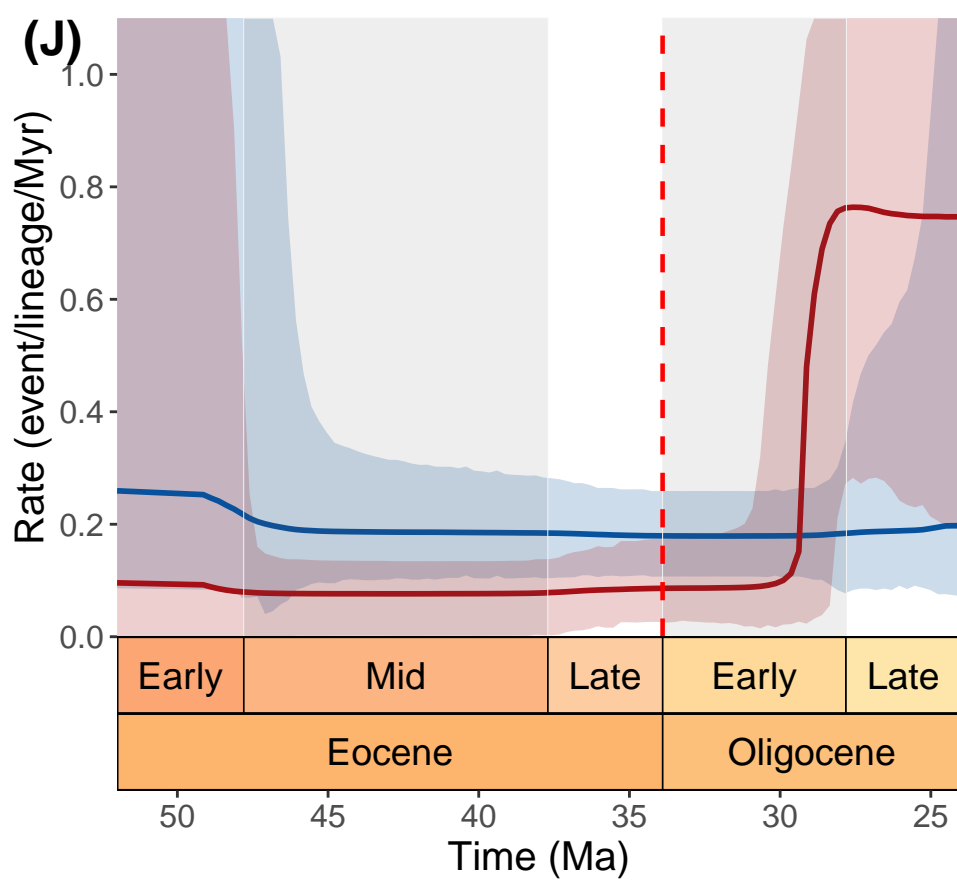 (J)
1.0
0.8
0.6
0.4
0.2
0.0
Rate (event/lineage/Myr)
Early Mid Late Early Late
Eocene Oligocene
50 45 40 35 30 25
Time (Ma)